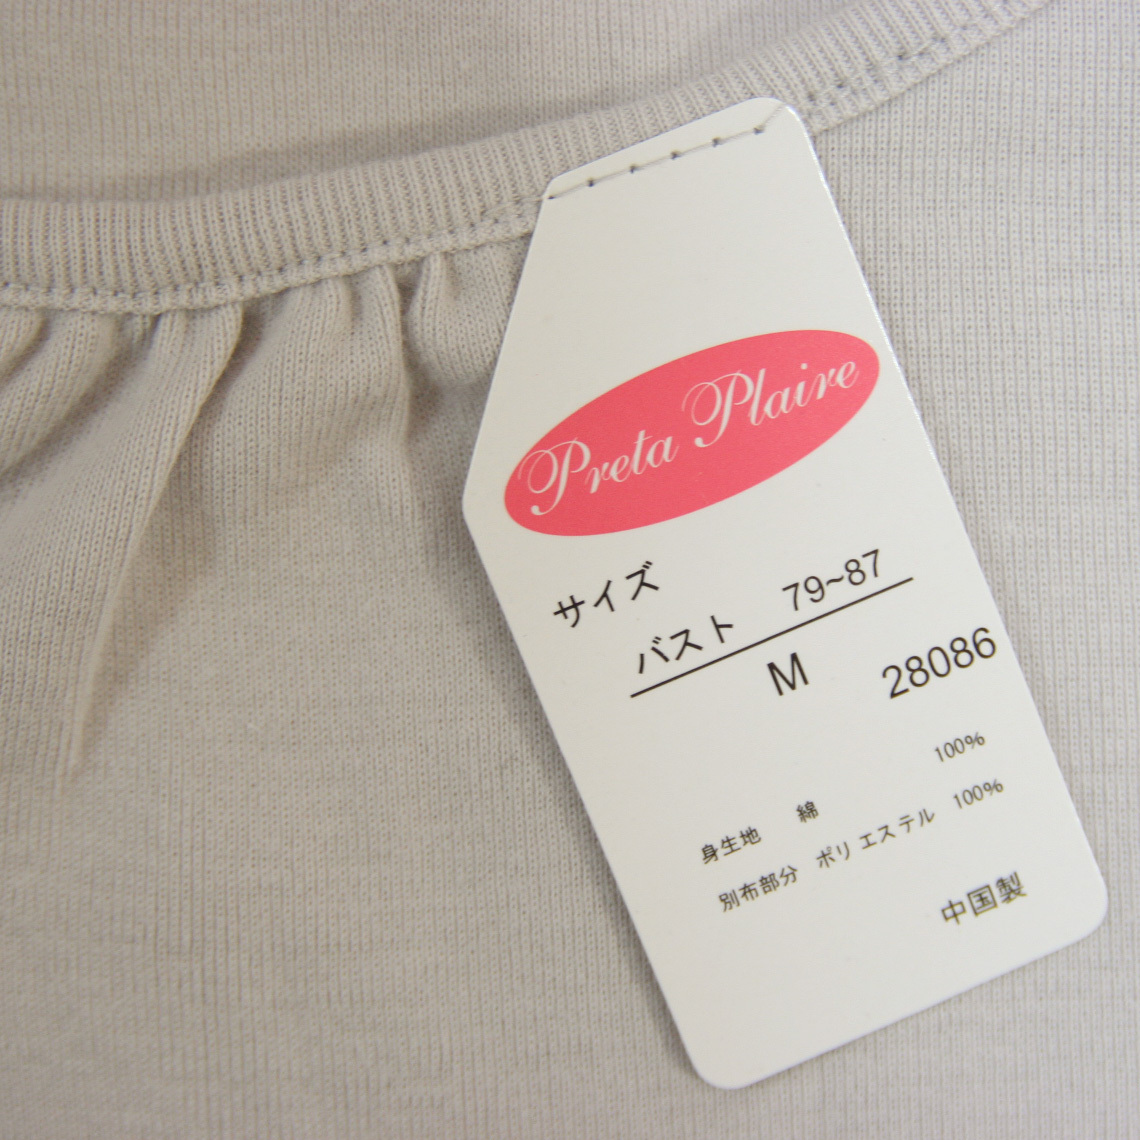 Preta Plaire
サイズ
バスト 79~87
M 28086
身生地 綿 100%
別布部分 ポリエステル 100%
中国製